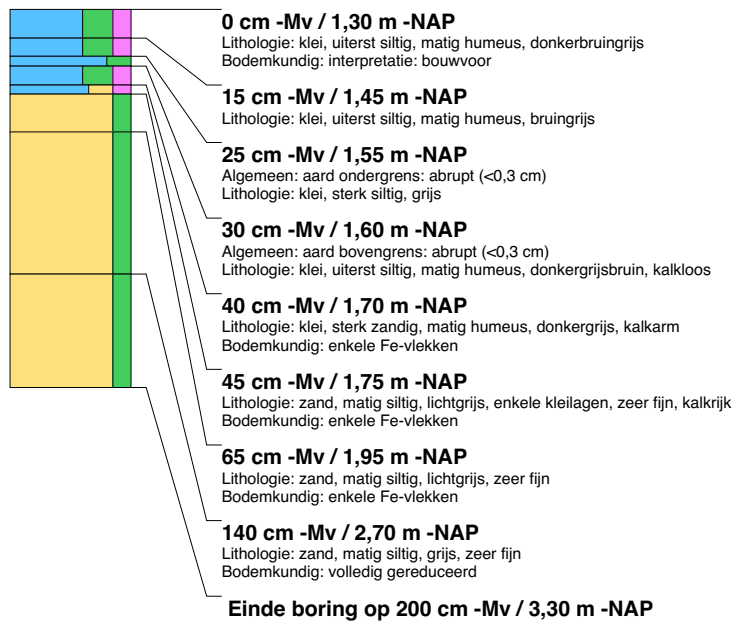 0 cm -Mv / 1,30 m -NAP
Lithologie: klei, uiterst siltig, matig humeus, donkerbruingrijs
Bodemkundig: interpretatie: bouwvoor
15 cm -Mv / 1,45 m -NAP
Lithologie: klei, uiterst siltig, matig humeus, bruingrijs
25 cm -Mv / 1,55 m -NAP
Algemeen: aard ondergrens: abrupt (<0,3 cm)
Lithologie: klei, sterk siltig, grijs
30 cm -Mv / 1,60 m -NAP
Algemeen: aard bovengrens: abrupt (<0,3 cm)
Lithologie: klei, uiterst siltig, matig humeus, donkergrijsbruin, kalkloos
40 cm -Mv / 1,70 m -NAP
Lithologie: klei, sterk zandig, matig humeus, donkergrijs, kalkarm
Bodemkundig: enkele Fe-vlekken
45 cm -Mv / 1,75 m -NAP
Lithologie: zand, matig siltig, lichtgrijs, enkele kleilagen, zeer fijn, kalkrijk
Bodemkundig: enkele Fe-vlekken
65 cm -Mv / 1,95 m -NAP
Lithologie: zand, matig siltig, lichtgrijs, zeer fijn
Bodemkundig: enkele Fe-vlekken
140 cm -Mv / 2,70 m -NAP
Lithologie: zand, matig siltig, grijs, zeer fijn
Bodemkundig: volledig gereduceerd
Einde boring op 200 cm -Mv / 3,30 m -NAP